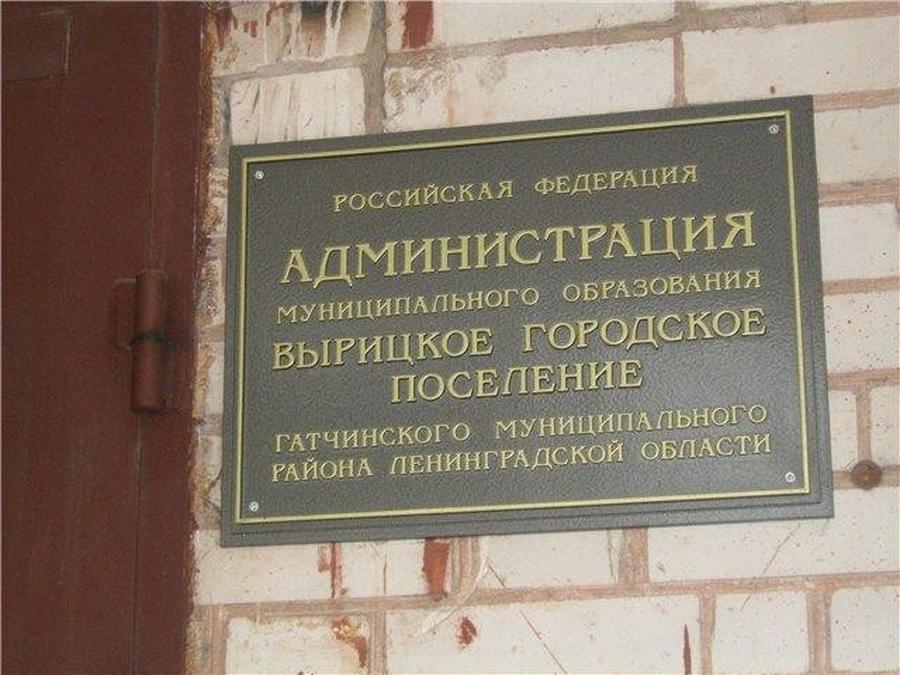 РОССИЙСКАЯ ФЕДЕРАЦИЯ
АДМИНИСТРАЦИЯ
МУНИЦИПАЛЬНОГО ОБРАЗОВАНИЯ
ВЫРИЦКОЕ ГОРОДСКОЕ
ПОСЕЛЕНИЕ
ГАТЧИНСКОГО МУНИЦИПАЛЬНОГО
РАЙОНА ЛЕНИНГРАДСКОЙ ОБЛАСТИ